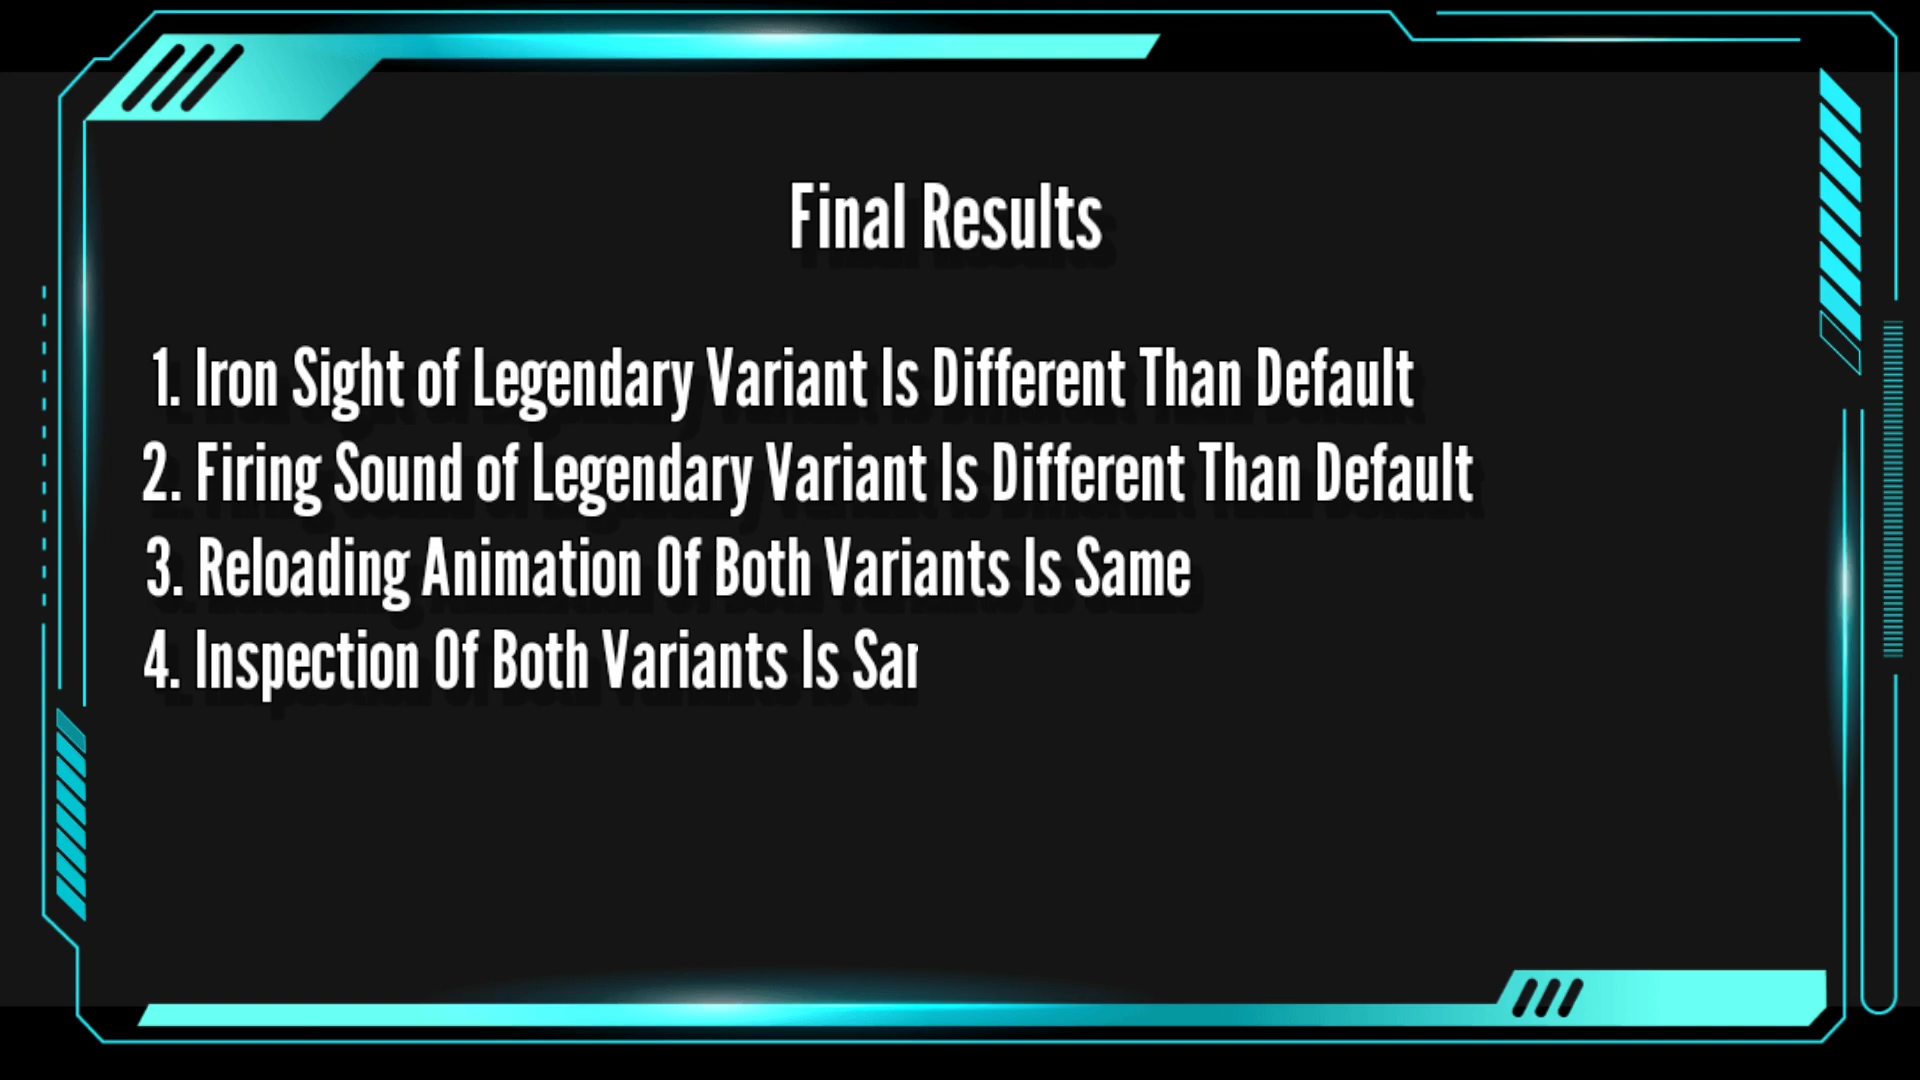 Final Results
1. Iron Sight of Legendary Variant Is Different Than Default
2. Firing Sound of Legendary Variant Is Different Than Default
3. Reloading Animation Of Both Variants Is Same
4. Inspection Of Both Variants Is